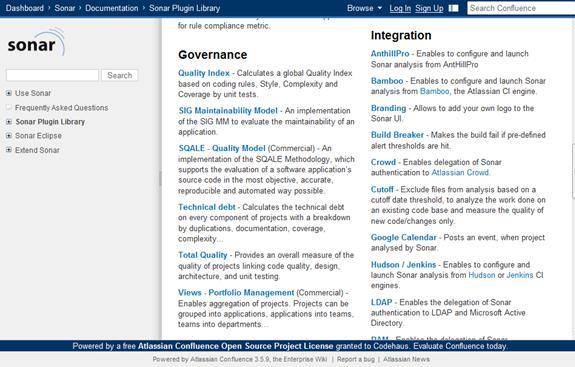 Dashboard › Sonar › Documentation › Sonar Plugin Library
Browse Log In Sign Up Search Confluence
sonar
Search
Use Sonar
Frequently Asked Questions
Sonar Plugin Library
Sonar Eclipse
Extend Sonar
for rule compliance metric.
Governance
Quality Index - Calculates a global Quality Index
based on coding rules, Style, Complexity and
Coverage by unit tests.
SIG Maintainability Model - An implementation
of the SIG MM to evaluate the maintainability of an
application.
SQALE - Quality Model (Commercial) - An
implementation of the SQALE Methodology, which
supports the evaluation of a software application's
source code in the most objective, accurate,
reproducible and automated way possible.
Technical debt - Calculates the technical debt
on every component of projects with a breakdown
by duplications, documentation, coverage,
complexity...
Total Quality - Provides an overall measure of the
quality of projects linking code quality, design,
architecture, and unit testing.
Views - Portfolio Management (Commercial) -
Enables aggregation of projects. Projects can be
grouped into applications, applications into teams,
teams into departments...
Integration
AnthillPro - Enables to configure and launch
Sonar analysis from AntHillPro
Bamboo - Enables to configure and launch Sonar
analysis from Bamboo, the Atlassian CI engine.
Branding - Allows to add your own logo to the
Sonar UI.
Build Breaker - Makes the build fail if pre-defined
alert thresholds are hit.
Crowd - Enables delegation of Sonar
authentication to Atlassian Crowd.
Cutoff - Exclude files from analysis based on a
cutoff date threshold, to analyze the work done on
an existing code base and measure the quality of
new code/changes only.
Google Calendar - Posts an event, when project
analysed by Sonar.
Hudson / Jenkins - Enables to configure and
launch Sonar analysis from Hudson or Jenkins CI
engines.
LDAP - Enables the delegation of Sonar
authentication to LDAP and Microsoft Active
Directory.
Powered by a free Atlassian Confluence Open Source Project License granted to Codehaus. Evaluate Confluence today.
Powered by Atlassian Confluence 3.5.9, the Enterprise Wiki | Report a bug | Atlassian News